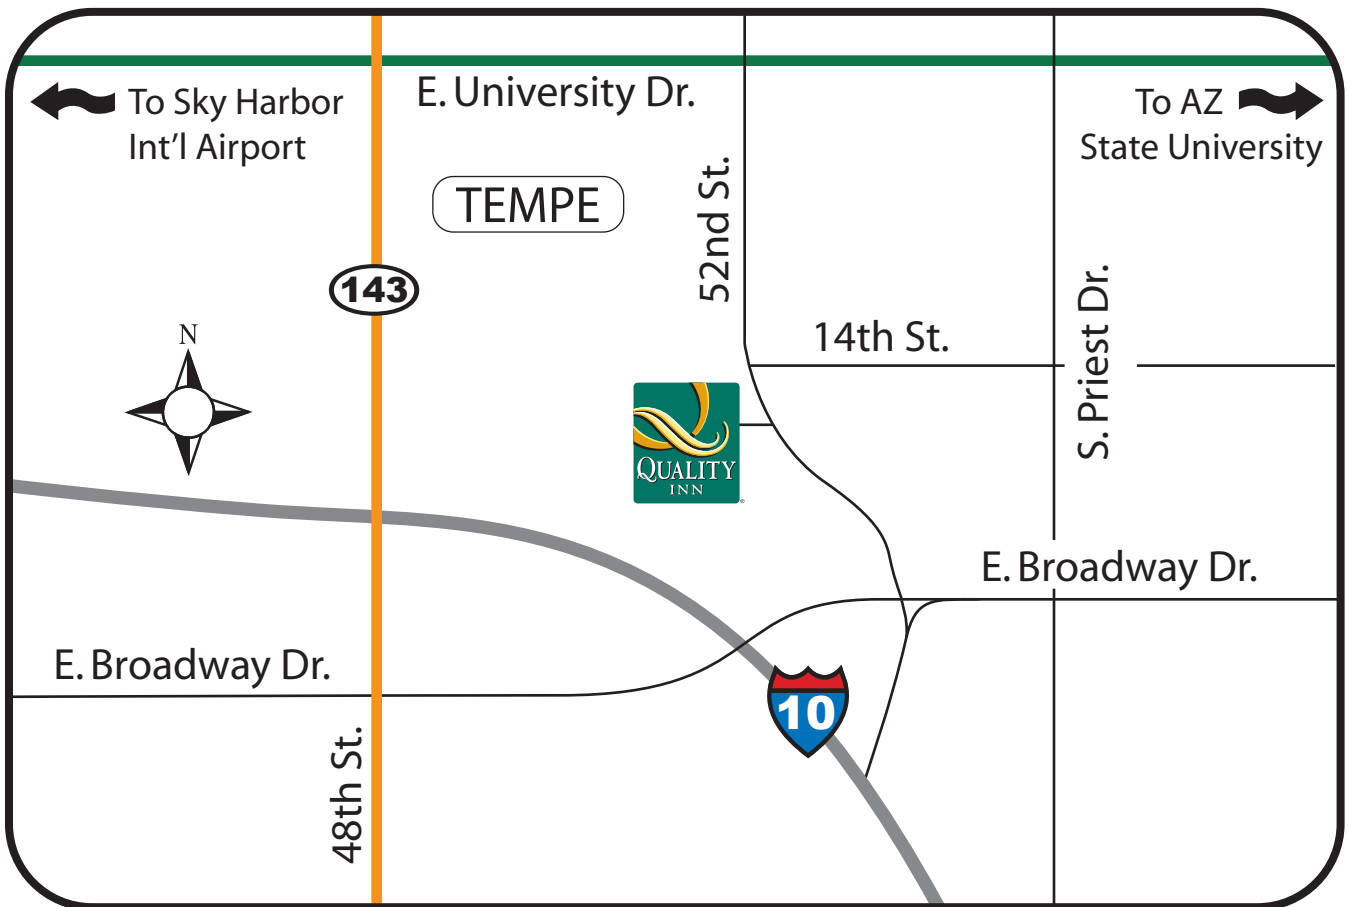 To Sky Harbor
Int'l Airport
E. University Dr.
To AZ
State University
TEMPE
52nd St.
143
N
14th St.
S. Priest Dr.
QUALITY
INN
®
E. Broadway Dr.
E. Broadway Dr.
10
48th St.